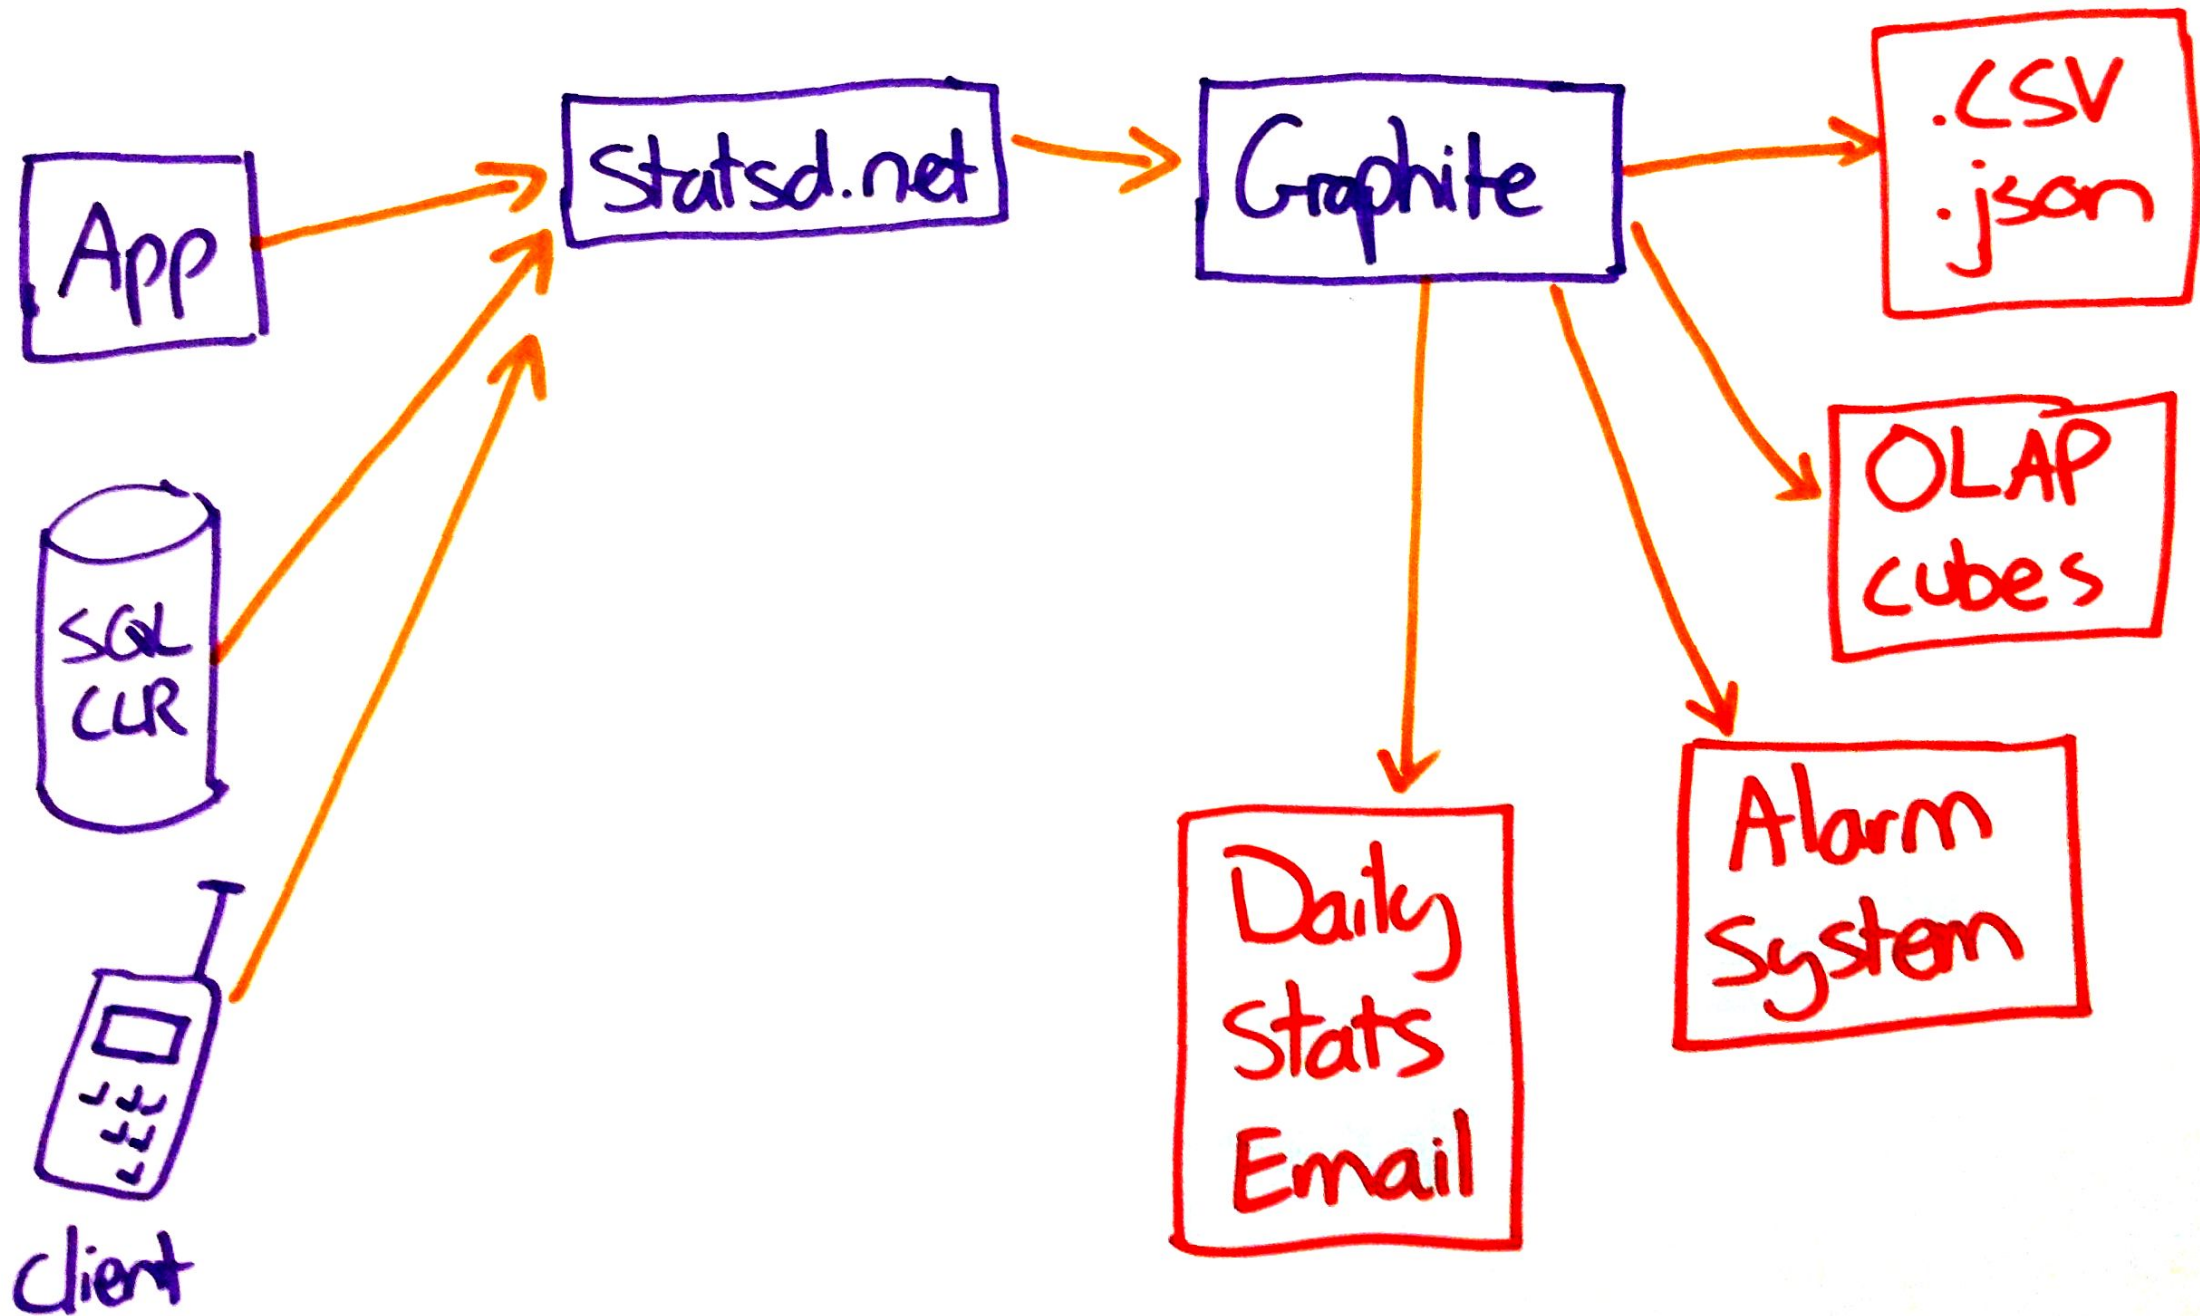 App
Statsd.net
Graphite
.CSV
.json
SQL
CLR
OLAP
cubes
Alarm
System
Daily
Stats
Email
client